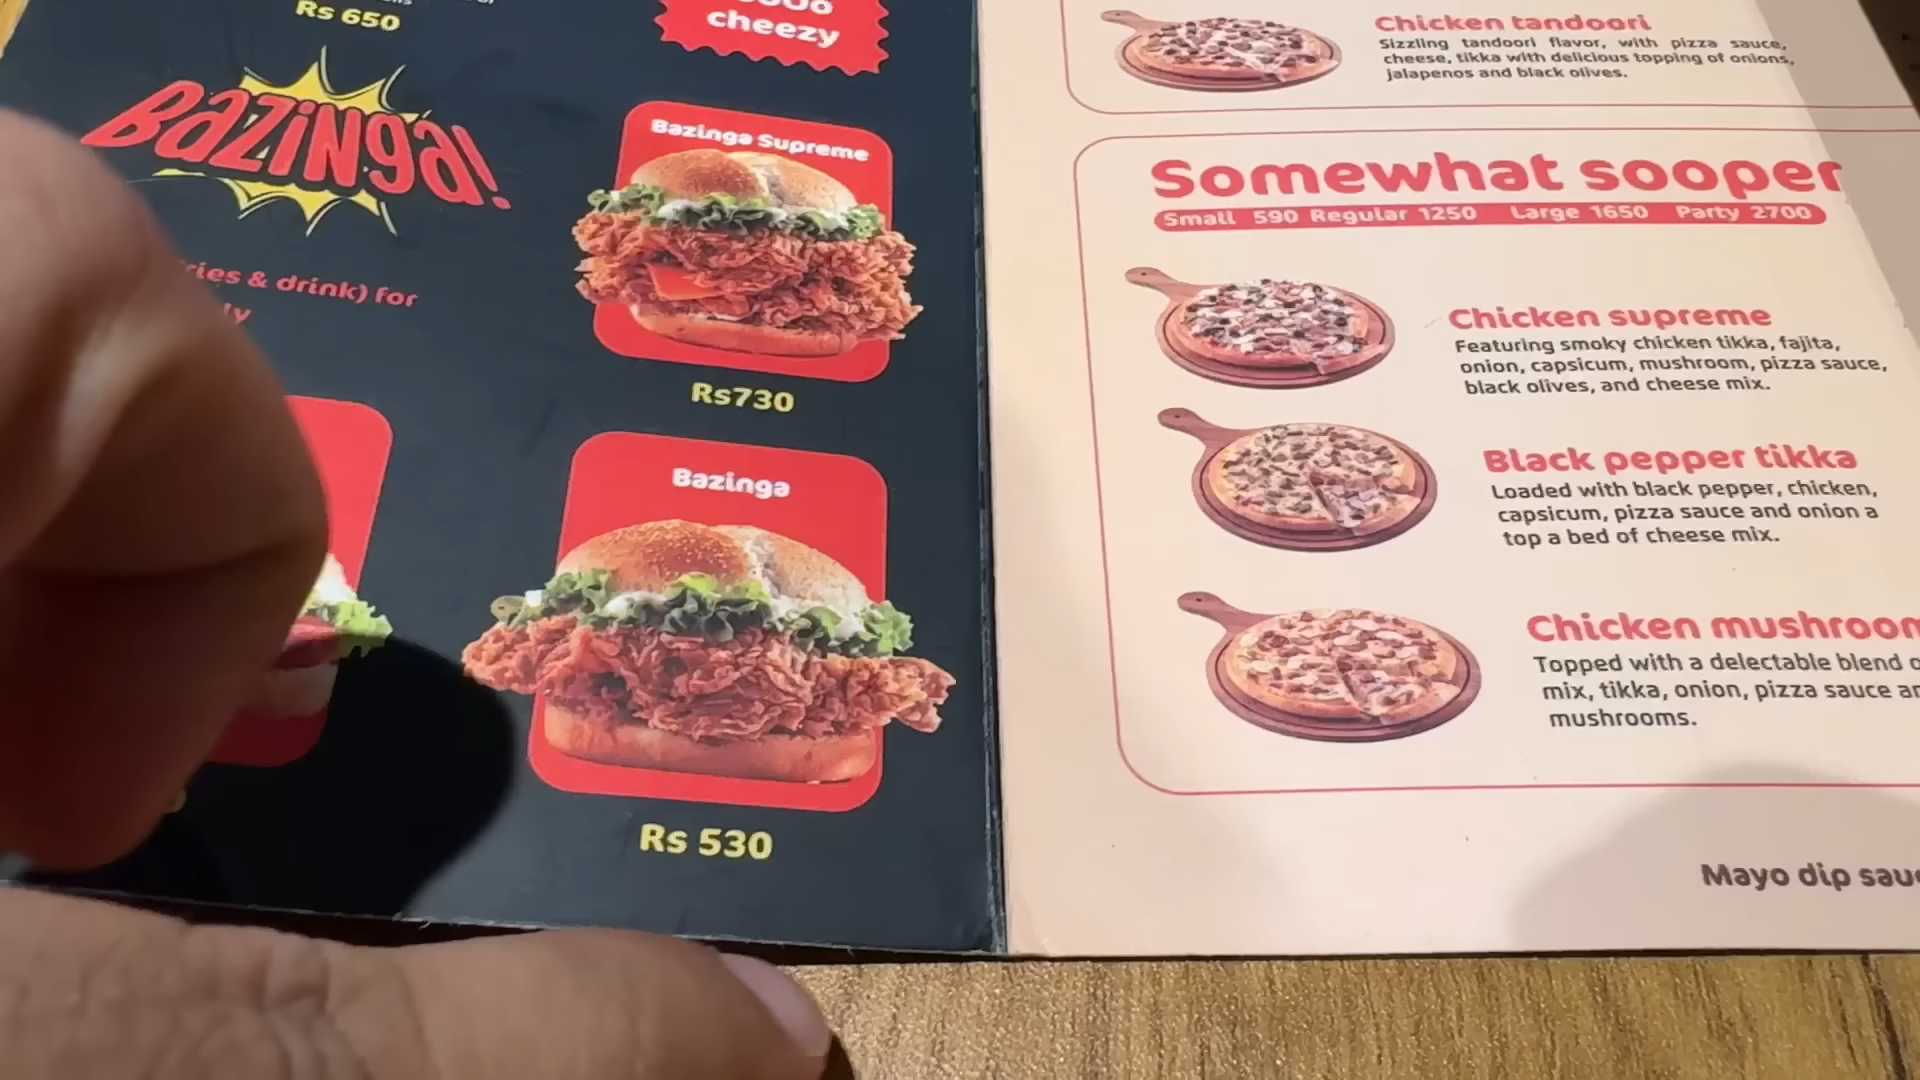 Rs 650
cheezy
BaZiNga!
Bazinga Supreme
& drink) for
Rs730
Bazinga
Rs 530
Chicken tandoori
Sizzling tandoori flavor, with pizza sauce,
cheese, tikka with delicious topping of onions,
jalapenos and black olives.
Somewhat sooper
Small 590 Regular 1250 Large 1650 Party 2700
Chicken supreme
Featuring smoky chicken tikka, fajita,
onion, capsicum, mushroom, pizza sauce,
black olives, and cheese mix.
Black pepper tikka
Loaded with black pepper, chicken,
capsicum, pizza sauce and onion a
top a bed of cheese mix.
Chicken
Topped with a delectable blend
mix, tikka, onion, pizza sauce
mushrooms.
Mayo dip